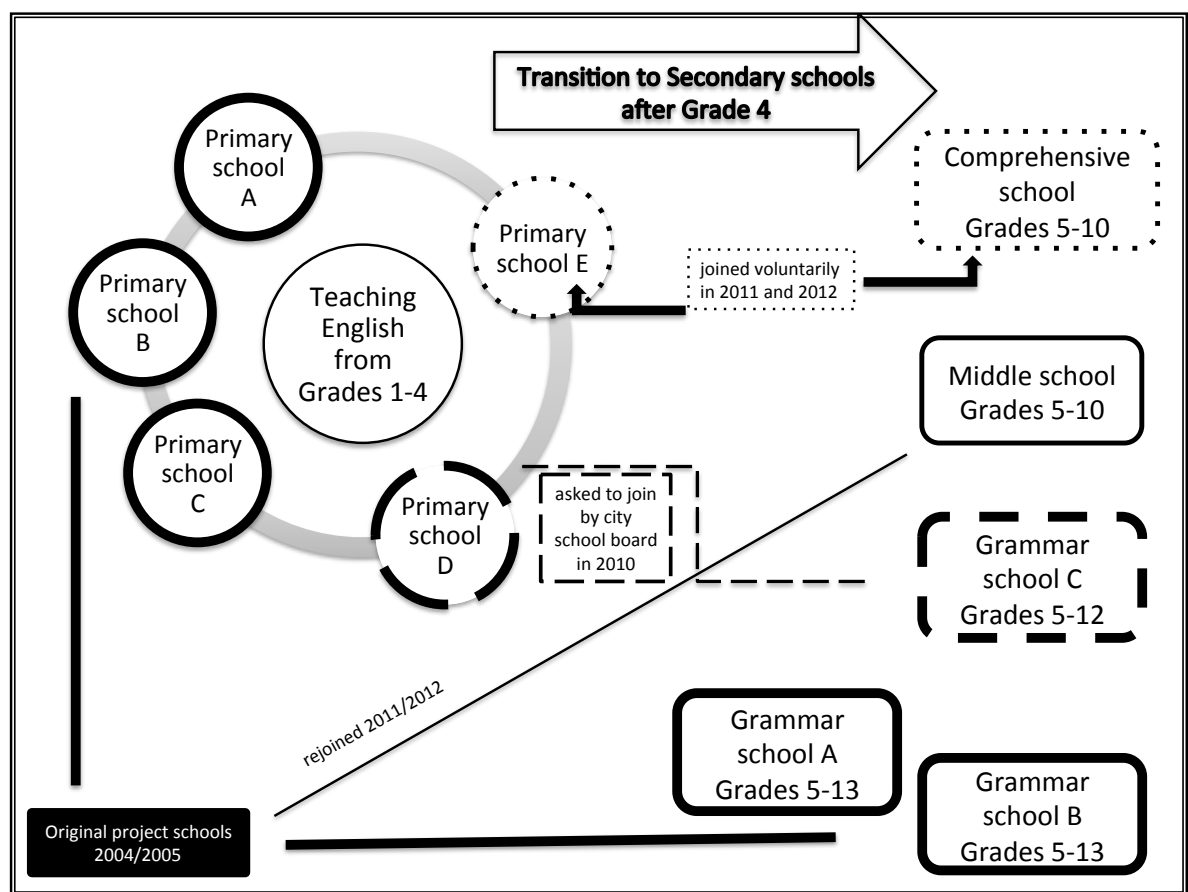 Transition to Secondary schools
after Grade 4
Primary
school
A
Primary
school
B
Primary
school
C
Primary
school
D
Primary
school E
Teaching
English
from
Grades 1-4
joined voluntarily
in 2011 and 2012
Comprehensive
school
Grades 5-10
Middle school
Grades 5-10
asked to join
by city
school board
in 2010
Grammar
school C
Grades 5-12
rejoined 2011/2012
Grammar
school A
Grades 5-13
Grammar
school B
Grades 5-13
Original project schools
2004/2005